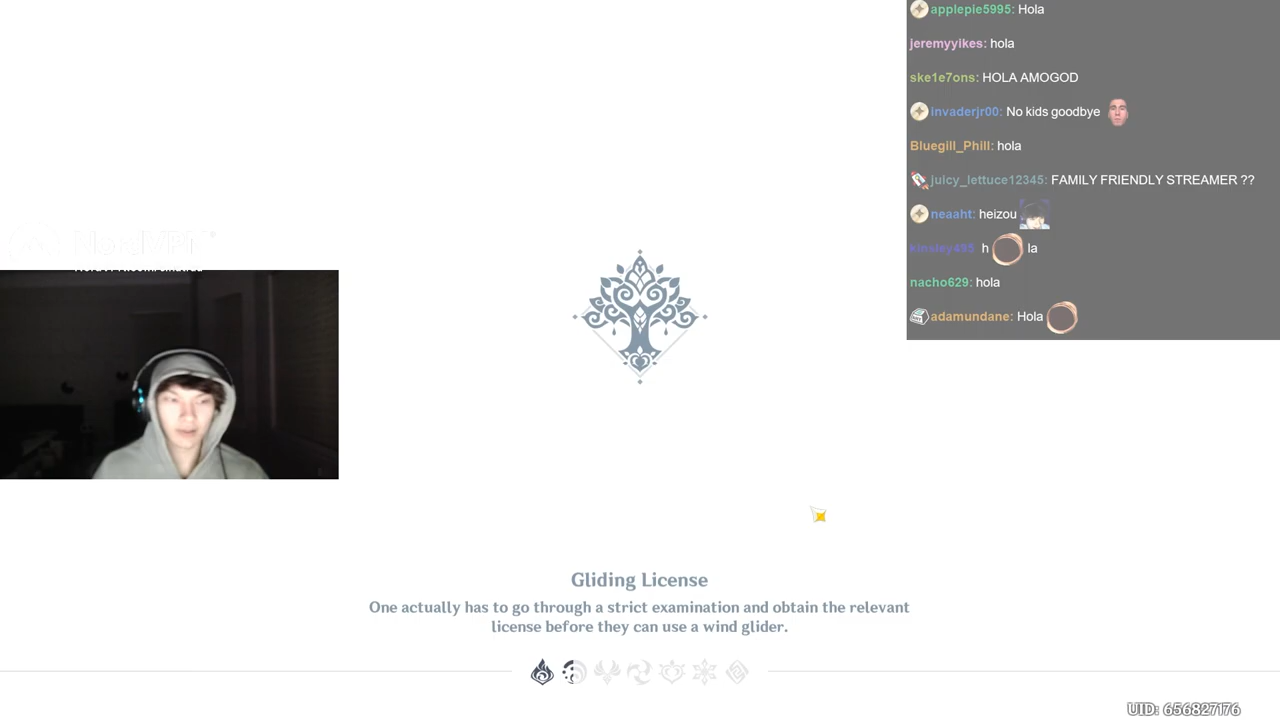 applepie5995: Hola
jeremyyikes: hola
ske1e7ons: HOLA AMOGOD
invaderjr00: No kids goodbye
Bluegill_Phill: hola
juicy_lettuce12345: FAMILY FRIENDLY STREAMER ??
neaaht: heizou
kinsley495 h la
nacho629: hola
adamundane: Hola
NordVPN
Gliding License
One actually has to go through a strict examination and obtain the relevant
license before they can use a wind glider.
UID: 656827176